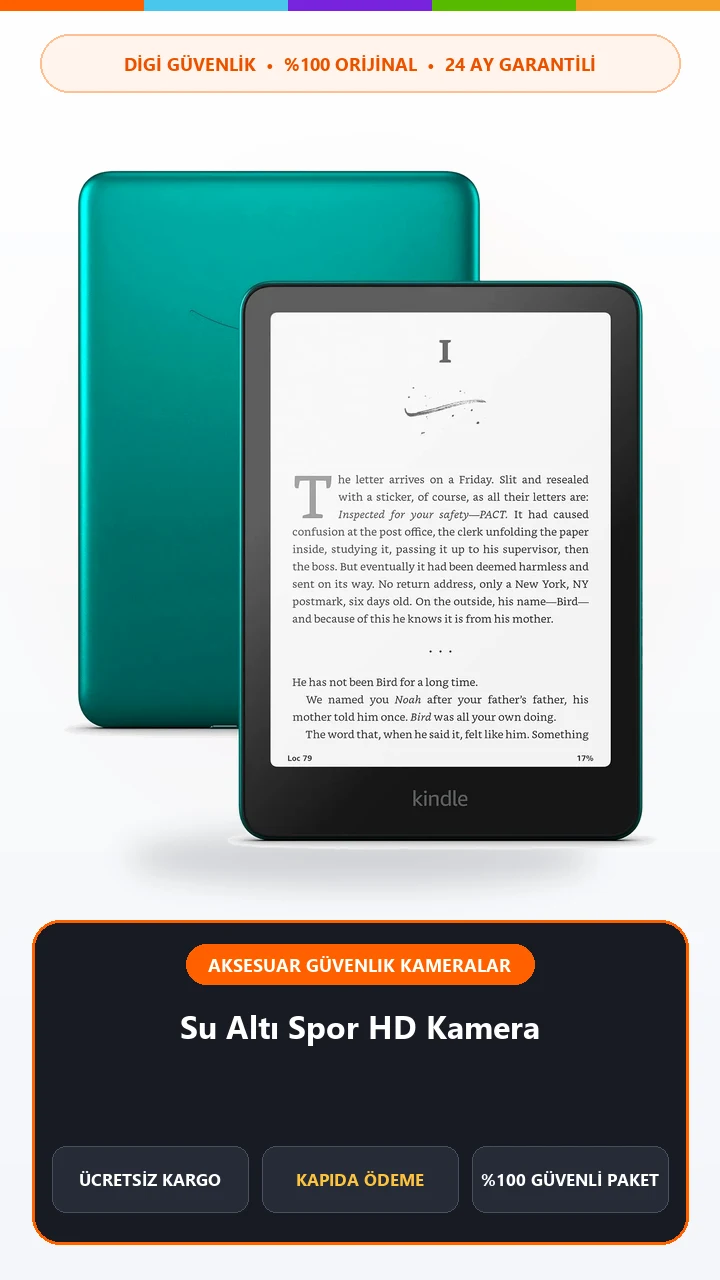 DİGİ GÜVENLİK • %100 ORİJİNAL • 24 AY GARANTİLİ
I
The letter arrives on a Friday. Slit and resealed
with a sticker, of course, as all their letters are:
Inspected for your safety—PACT. It had caused
confusion at the post office, the clerk unfolding the paper
inside, studying it, passing it up to his supervisor, then
the boss. But eventually it had been deemed harmless and
sent on its way. No return address, only a New York, NY
postmark, six days old. On the outside, his name—Bird—
and because of this he knows it is from his mother.
. . .
He has not been Bird for a long time.
We named you Noah after your father’s father, his
mother told him once. Bird was all your own doing.
The word that, when he said it, felt like him. Something
Loc 79 17%
kindle
AKSESUAR GÜVENLIK KAMERALAR
Su Altı Spor HD Kamera
ÜCRETSİZ KARGO KAPIDA ÖDEME %100 GÜVENLİ PAKET